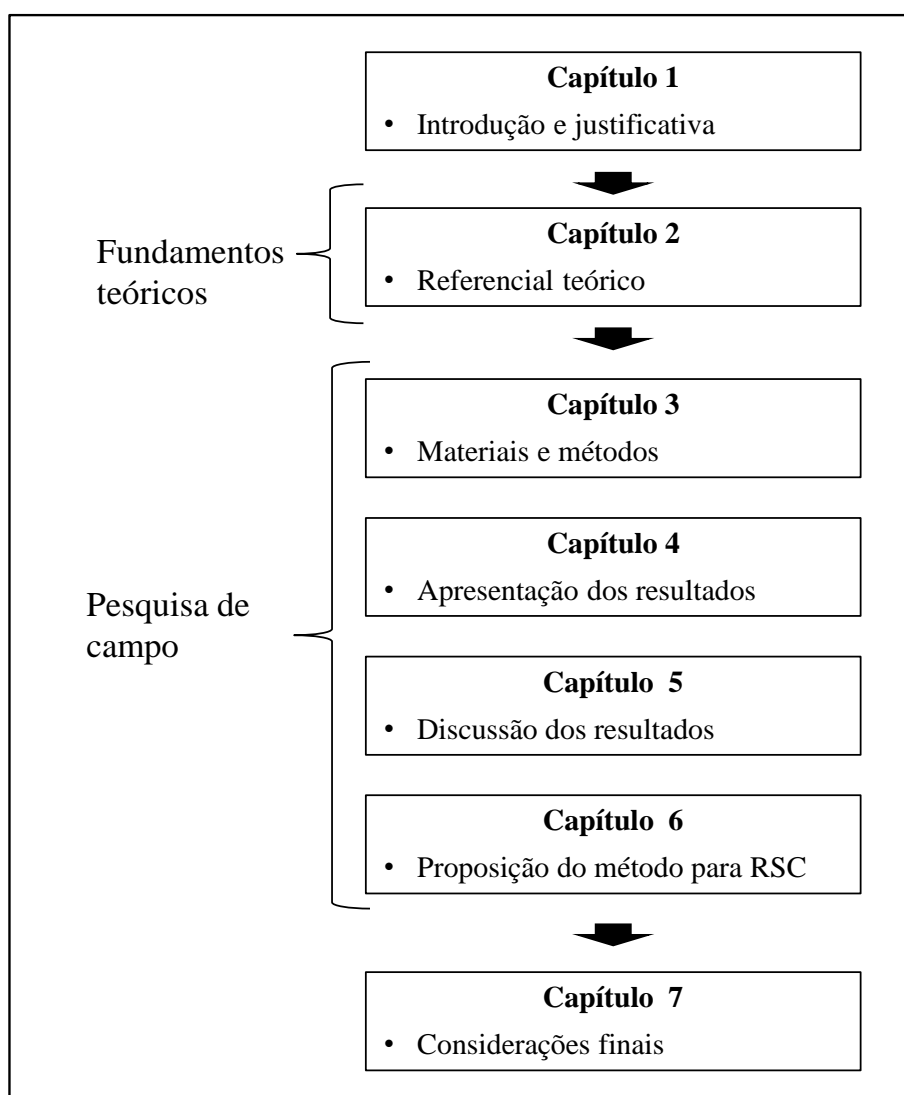 Capítulo 1
• Introdução e justificativa
Fundamentos
teóricos
Capítulo 2
• Referencial teórico
Pesquisa de
campo
Capítulo 3
• Materiais e métodos
Capítulo 4
• Apresentação dos resultados
Capítulo 5
• Discussão dos resultados
Capítulo 6
• Proposição do método para RSC
Capítulo 7
• Considerações finais